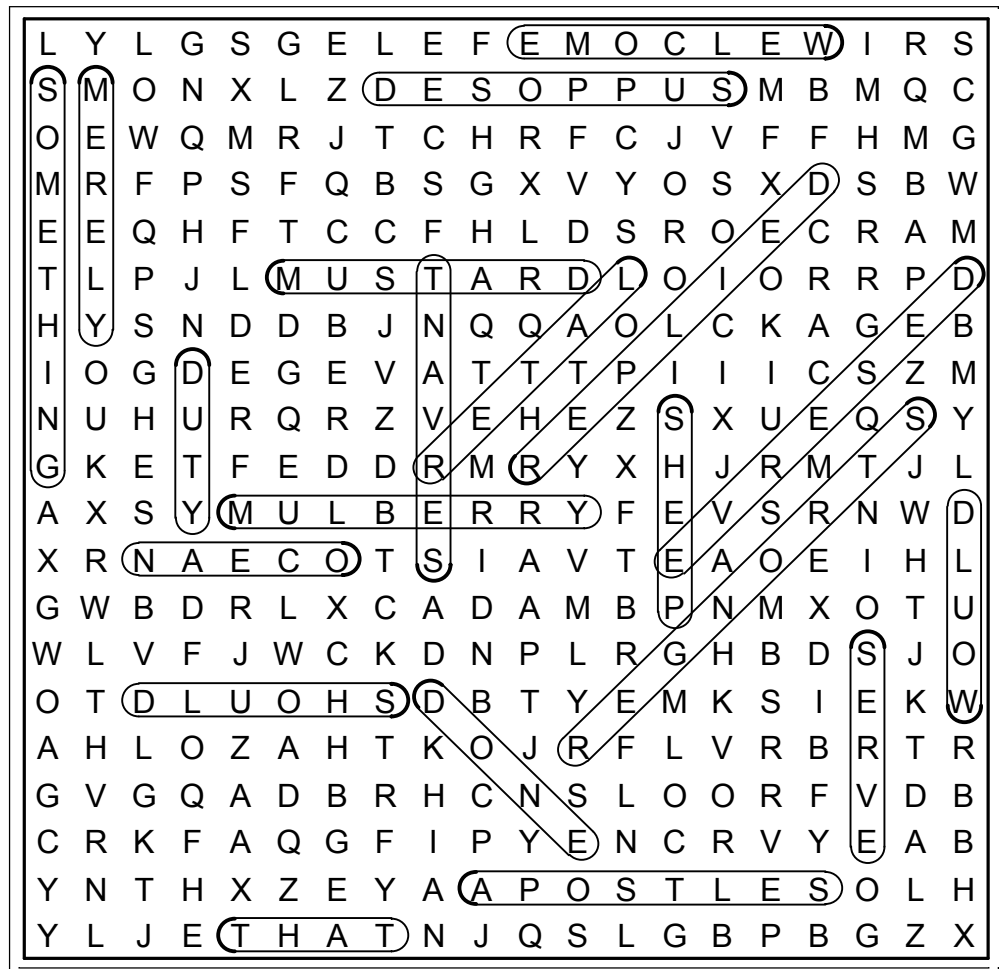 L Y L G S G E L E F E M O C L E W I R S
S M O N X L Z D E S O P P U S M B M Q C
O E W Q M R J T C H R F C J V F F H M G
M R F P S F Q B S G X V Y O S X D S B W
E E Q H F T C C F H L D S R O E C R A M
T L P J L M U S T A R D L O I O R R P D
H Y S N D D B J N Q Q A O L C K A G E B
I O G D E G E V A T T T P I I I C S Z M
N U H U R Q R Z V E H E Z S X U E Q S Y
G K E T F E D D R M R Y X H J R M T J L
A X S Y M U L B E R R Y F E V S R N W D
X R N A E C O T S I A V T E A O E I H L
G W B D R L X C A D A M B P N M X O T U
W L V F J W C K D N P L R G H B D S J O
O T D L U O H S D B T Y E M K S I E K W
A H L O Z A H T K O J R F L V R B R T R
G V G Q A D B R H C N S L O O R F V D B
C R K F A Q G F I P Y E N C R V Y E A B
Y N T H X Z E Y A A P O S T L E S O L H
Y L J E T H A T N J Q S L G B P B G Z X